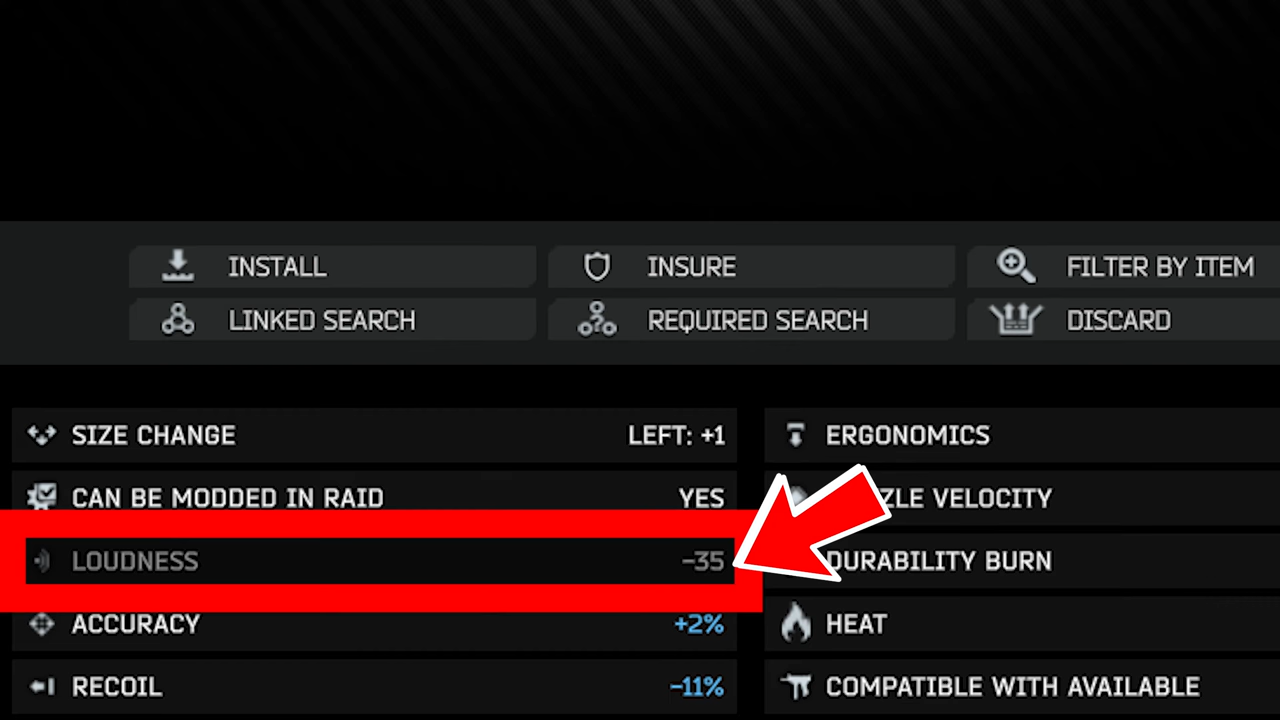 INSTALL
INSURE
FILTER BY ITEM
LINKED SEARCH
REQUIRED SEARCH
DISCARD
SIZE CHANGE LEFT: +1
ERGONOMICS
CAN BE MODDED IN RAID YES
VELOCITY
LOUDNESS -35
DURABILITY BURN
ACCURACY +2%
HEAT
RECOIL -11%
COMPATIBLE WITH AVAILABLE